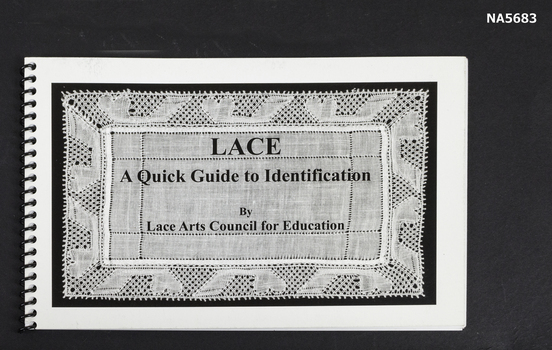 NA5683
LACE
A Quick Guide to Identification
By
Lace Arts Council for Education